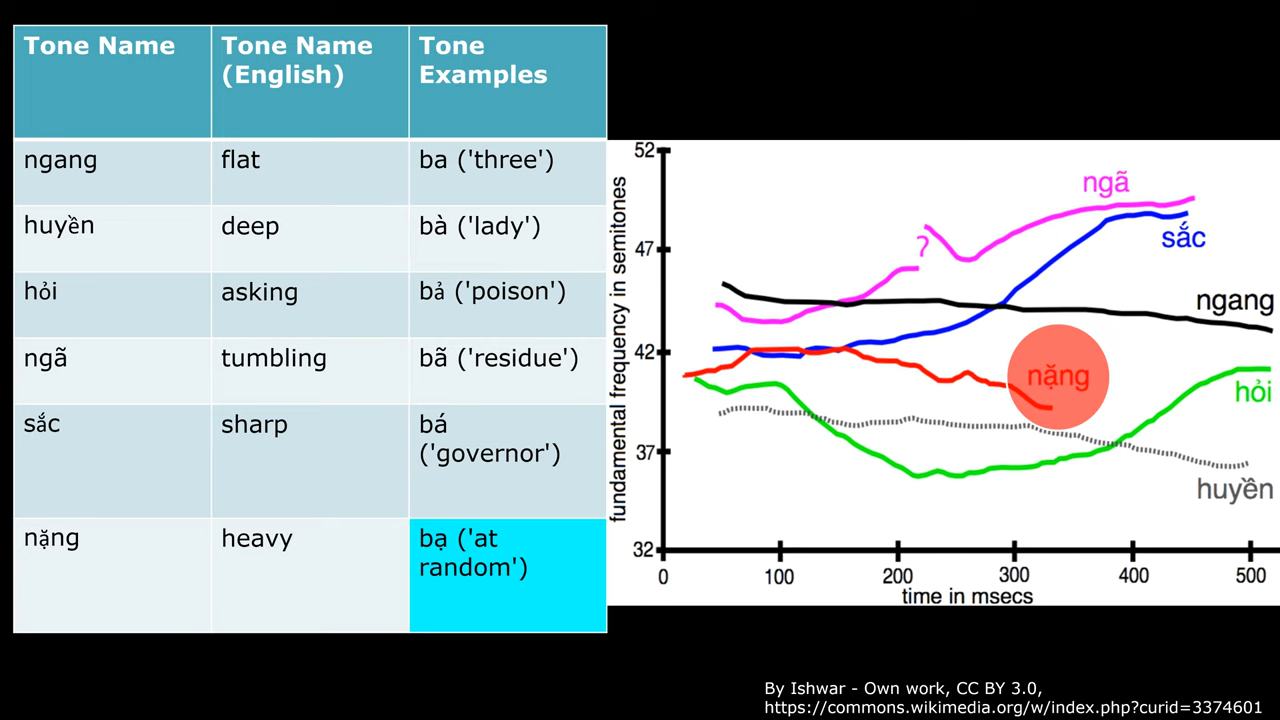 Tone Name
Tone Name
(English)
Tone
Examples
ngang
flat
ba ('three')
huyền
deep
bà ('lady')
hỏi
asking
bả ('poison')
ngã
tumbling
bã ('residue')
sắc
sharp
bá
('governor')
nặng
heavy
bạ ('at
random')
fundamental frequency in semitones
52
47
42
37
32
ngã
ʔ
sắc
ngang
nặng
hỏi
huyền
0
100
200
300
400
500
time in msecs
By Ishwar - Own work, CC BY 3.0,
https://commons.wikimedia.org/w/index.php?curid=3374601